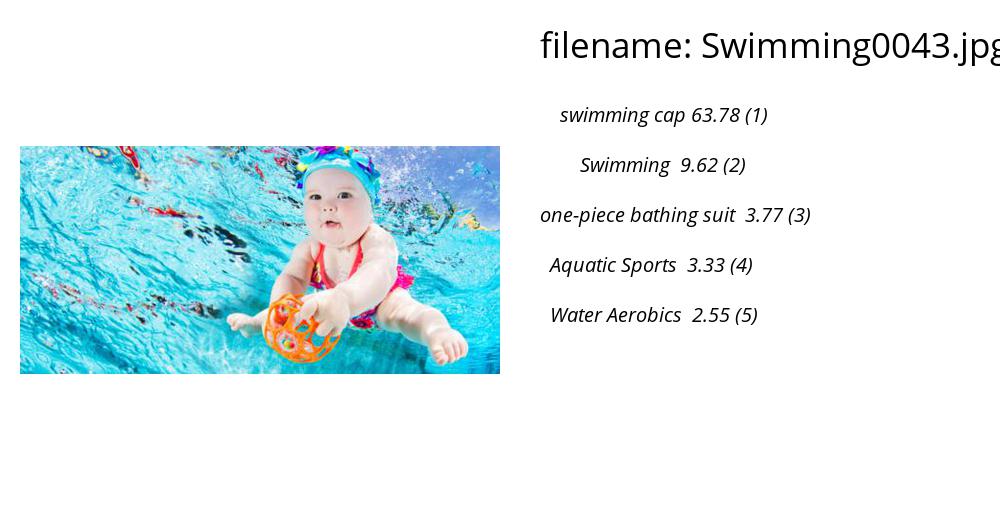 filename: Swimming0043.jpg
swimming cap 63.78 (1)
Swimming 9.62 (2)
one-piece bathing suit 3.77 (3)
Aquatic Sports 3.33 (4)
Water Aerobics 2.55 (5)